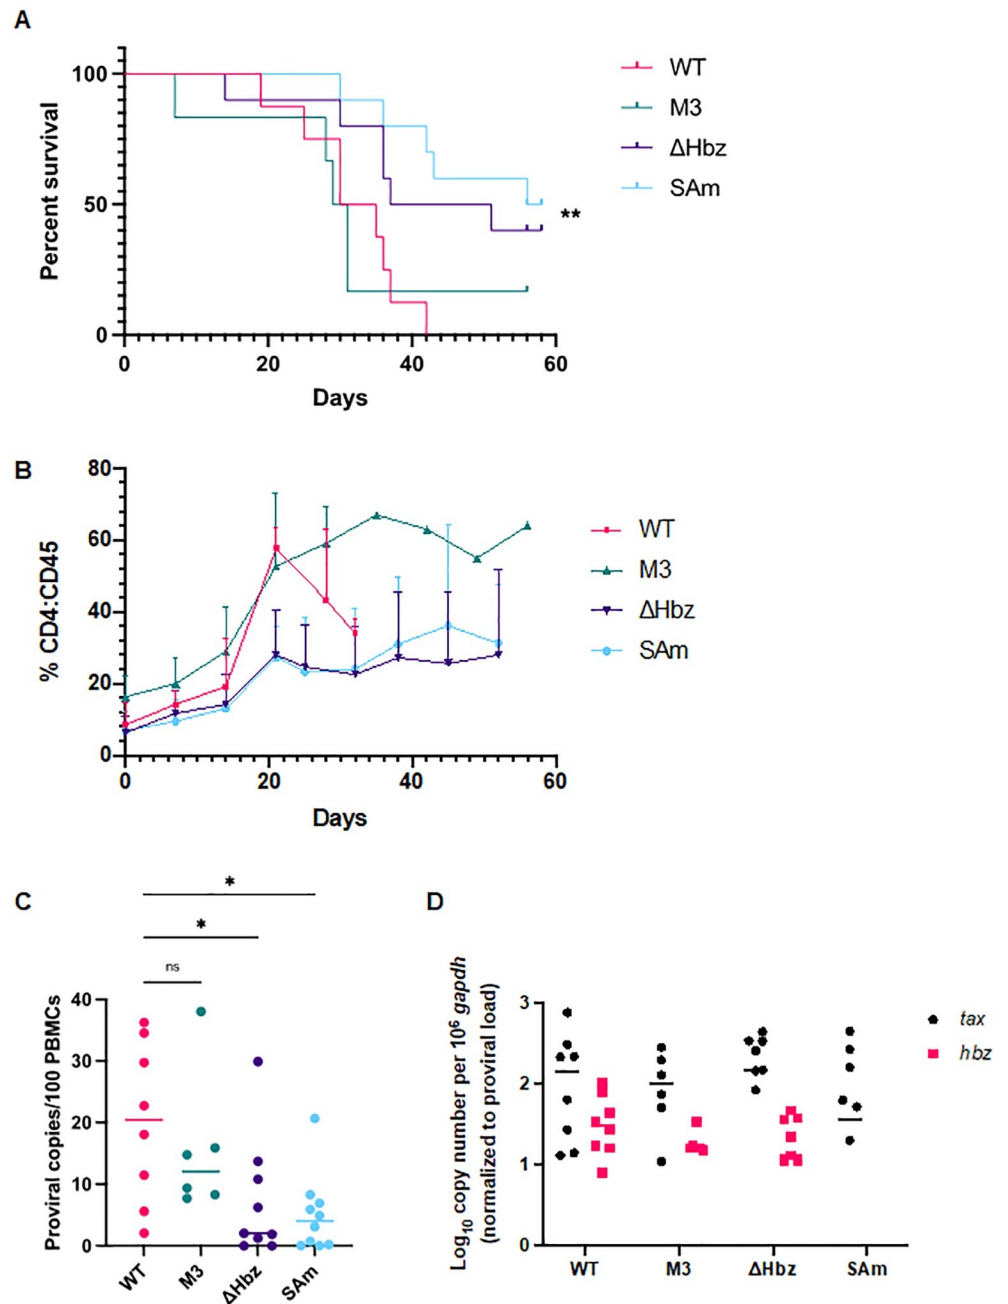 A
100
50
0
Percent survival
0 20 40 60
Days
WT
M3
ΔHbz
SAm
**
B
80
60
40
20
0
% CD4:CD45
0 20 40 60
Days
WT
M3
ΔHbz
SAm
C
*
*
ns
40
30
20
10
0
Proviral copies/100 PBMCs
WT M3 ΔHbz SAm
D
3
2
1
0
Log10 copy number per 10⁶ gapdh
(normalized to proviral load)
WT M3 ΔHbz SAm
tax
hbz